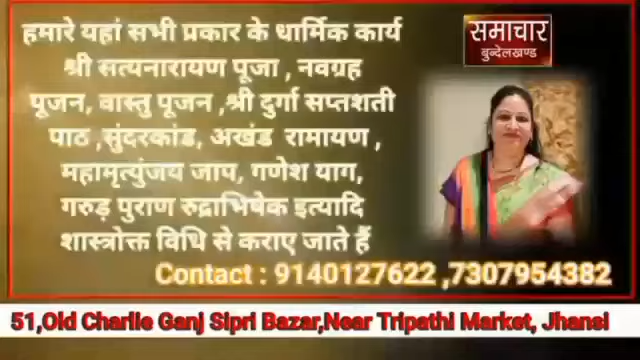 हमारे यहां सभी प्रकार के धार्मिक कार्य
श्री सत्यनारायण पूजा , नवग्रह
पूजन, वास्तु पूजन ,श्री दुर्गा सप्तशती
पाठ ,सुंदरकांड, अखंड रामायण ,
महामृत्युंजय जाप, गणेश याग,
गरुड़ पुराण रुद्राभिषेक इत्यादि
शास्त्रोक्त विधि से कराए जाते हैं
समाचार
बुन्देलखण्ड
Contact : 9140127622 ,7307954382
51,Old Charlie Ganj Sipri Bazar,Near Tripathi Market, Jhansi